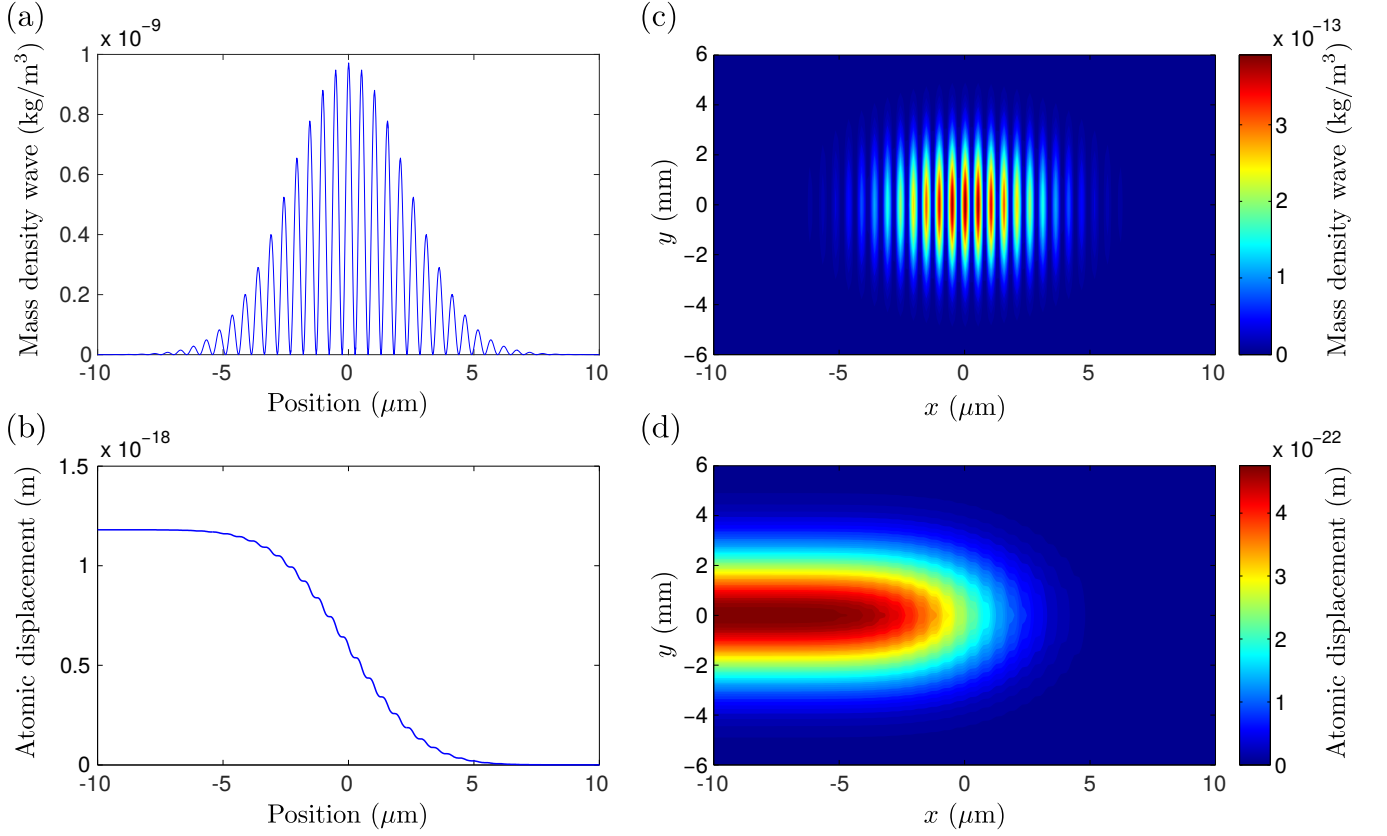 (a)
x 10⁻⁹
Mass density wave (kg/m³)
1
0.8
0.6
0.4
0.2
0
-10 -5 0 5 10
Position (μm)
(c)
x 10⁻¹³
y (mm)
6
4
2
0
−2
−4
−6
-10 -5 0 5 10
x (μm)
3
2
1
0
Mass density wave (kg/m³)
(b)
x 10⁻¹⁸
Atomic displacement (m)
1.5
1
0.5
0
-10 -5 0 5 10
Position (μm)
(d)
x 10⁻²²
y (mm)
6
4
2
0
−2
−4
−6
-10 -5 0 5 10
x (μm)
4
3
2
1
0
Atomic displacement (m)